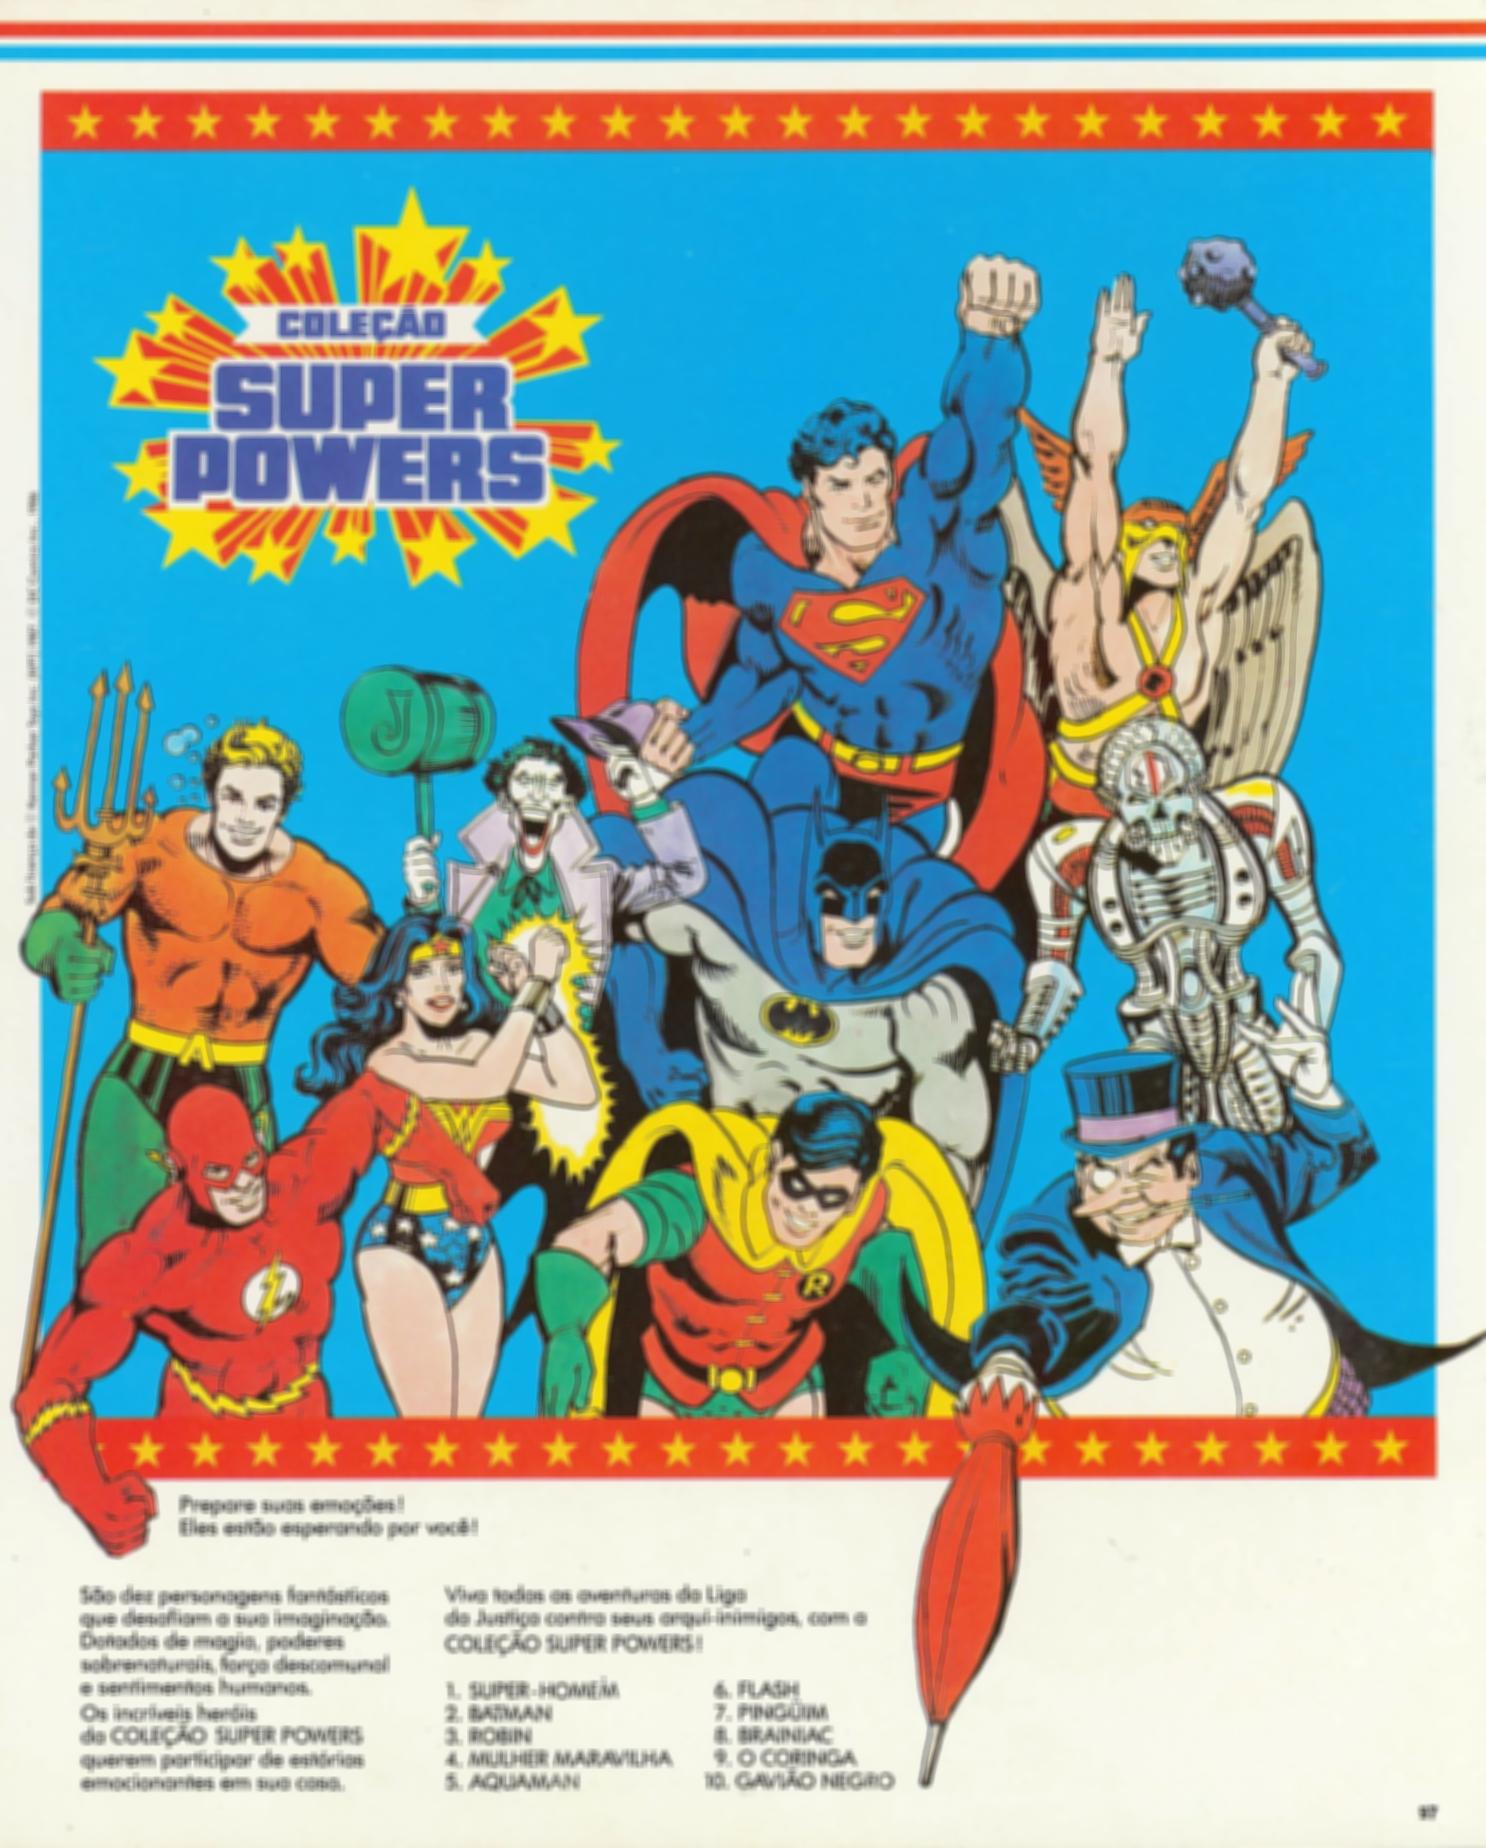 COLEÇÃO
SUPER
POWERS
J
S
A
R
Prepare suas emoções!
Eles estão esperando por você!
São dez personagens fantásticos
que desafiam a sua imaginação.
Dotados de magia, poderes
sobrenaturais, força descomunal
e sentimentos humanos.
Os incríveis heróis
da COLEÇÃO SUPER POWERS
querem participar de estórias
emocionantes em sua casa.
Viva todas as aventuras da Liga
da Justiça contra seus arqui-inimigos, com a
COLEÇÃO SUPER POWERS!
1. SUPER-HOMEM
2. BATMAN
3. ROBIN
4. MULHER MARAVILHA
5. AQUAMAN
6. FLASH
7. PINGÜIM
8. BRAINIAC
9. O CORINGA
10. GAVIÃO NEGRO
97